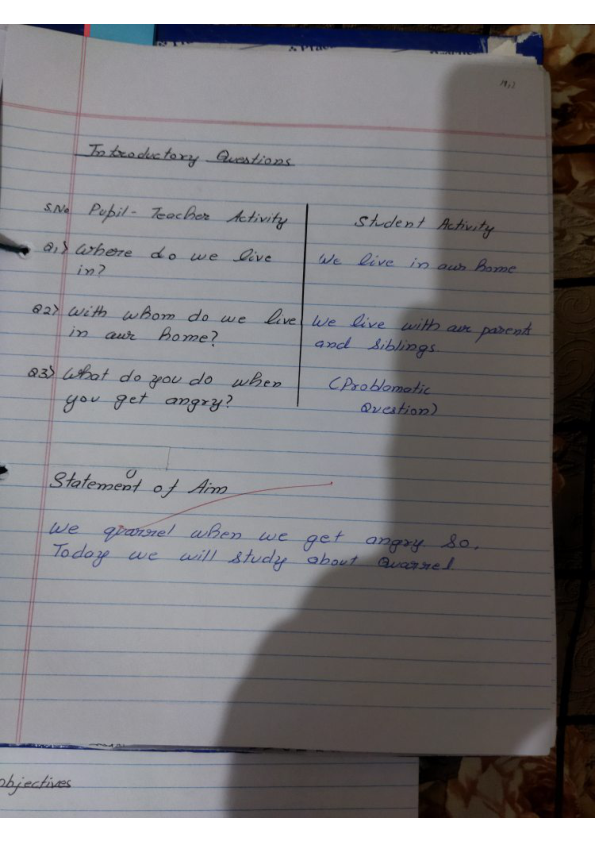 Introductory Questions
S.No Pupil-Teacher Activity
Student Activity
Q1) Where do we live
in?
We live in our home
Q2) With whom do we live
in our home?
We live with our parents
and siblings.
Q3) What do you do when
you get angry?
(Problomatic
Question)
Statement of Aim
We quarrel when we get angry so,
Today we will study about Quarrel.
objectives